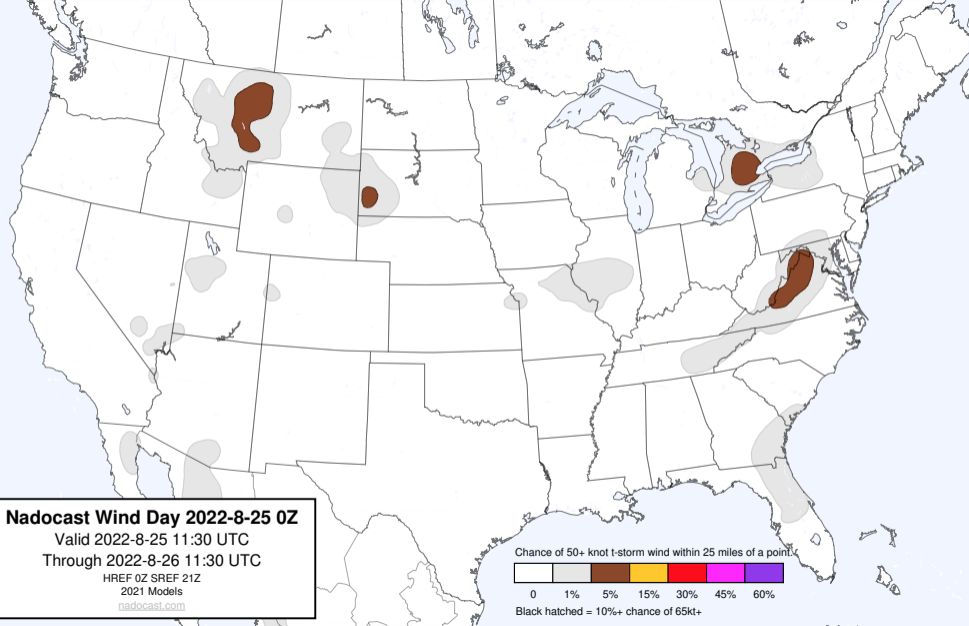 Nadocast Wind Day 2022-8-25 0Z
Valid 2022-8-25 11:30 UTC
Through 2022-8-26 11:30 UTC
HREF 0Z SREF 21Z
2021 Models
nadocast.com
Chance of 50+ knot t-storm wind within 25 miles of a point.
0 1% 5% 15% 30% 45% 60%
Black hatched = 10%+ chance of 65kt+